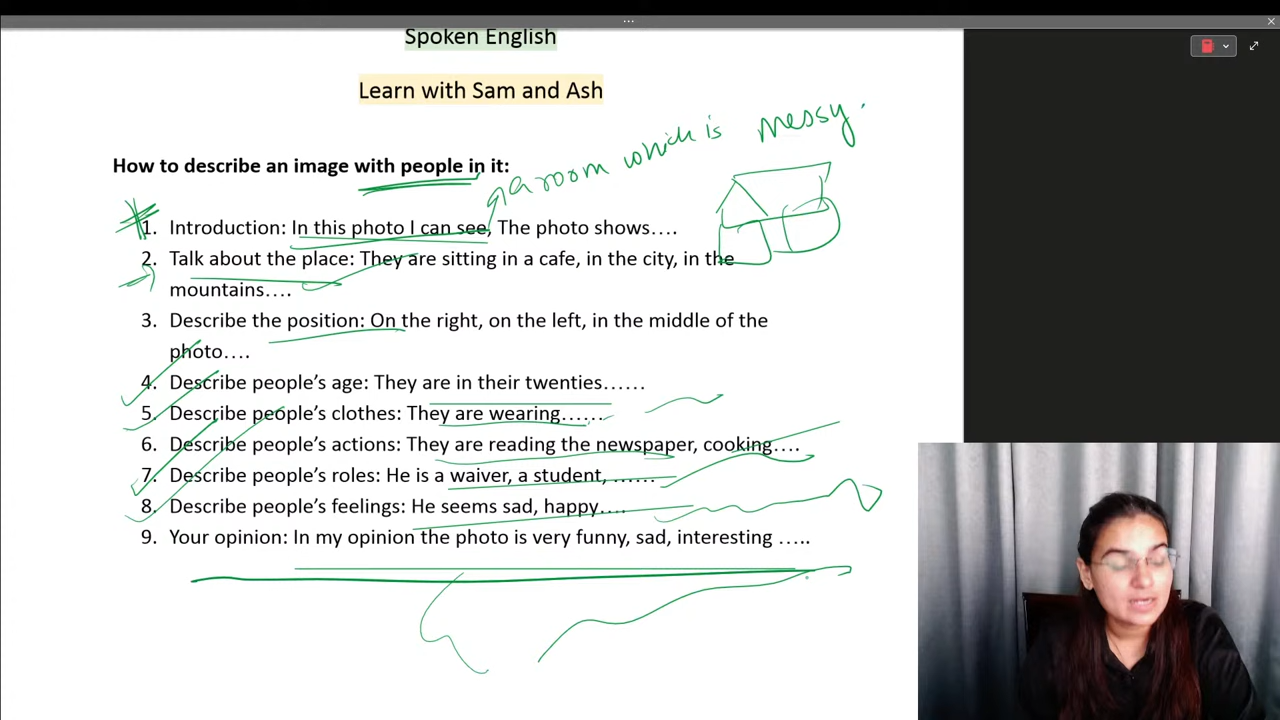 Spoken English
Learn with Sam and Ash
a room which is messy.
How to describe an image with people in it:
1. Introduction: In this photo I can see, The photo shows….
2. Talk about the place: They are sitting in a cafe, in the city, in the
mountains….
3. Describe the position: On the right, on the left, in the middle of the
photo….
4. Describe people’s age: They are in their twenties……
5. Describe people’s clothes: They are wearing……
6. Describe people’s actions: They are reading the newspaper, cooking….
7. Describe people’s roles: He is a waiver, a student, ……
8. Describe people’s feelings: He seems sad, happy….
9. Your opinion: In my opinion the photo is very funny, sad, interesting …..